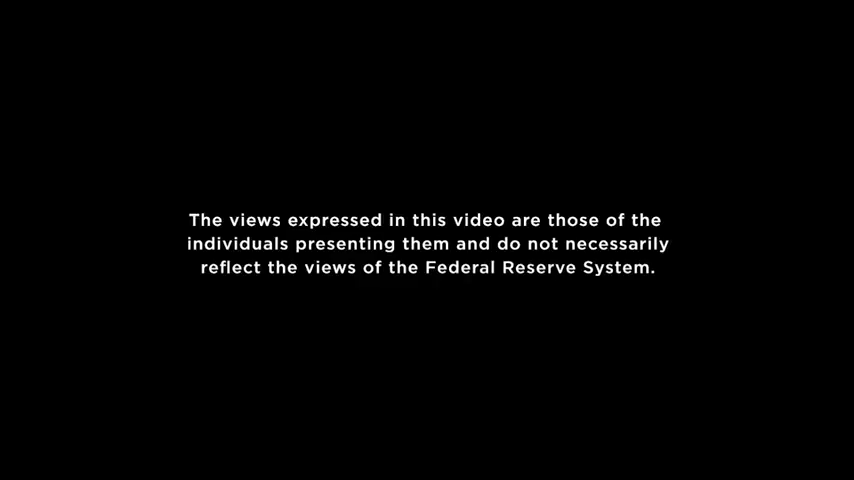 The views expressed in this video are those of the
individuals presenting them and do not necessarily
reflect the views of the Federal Reserve System.